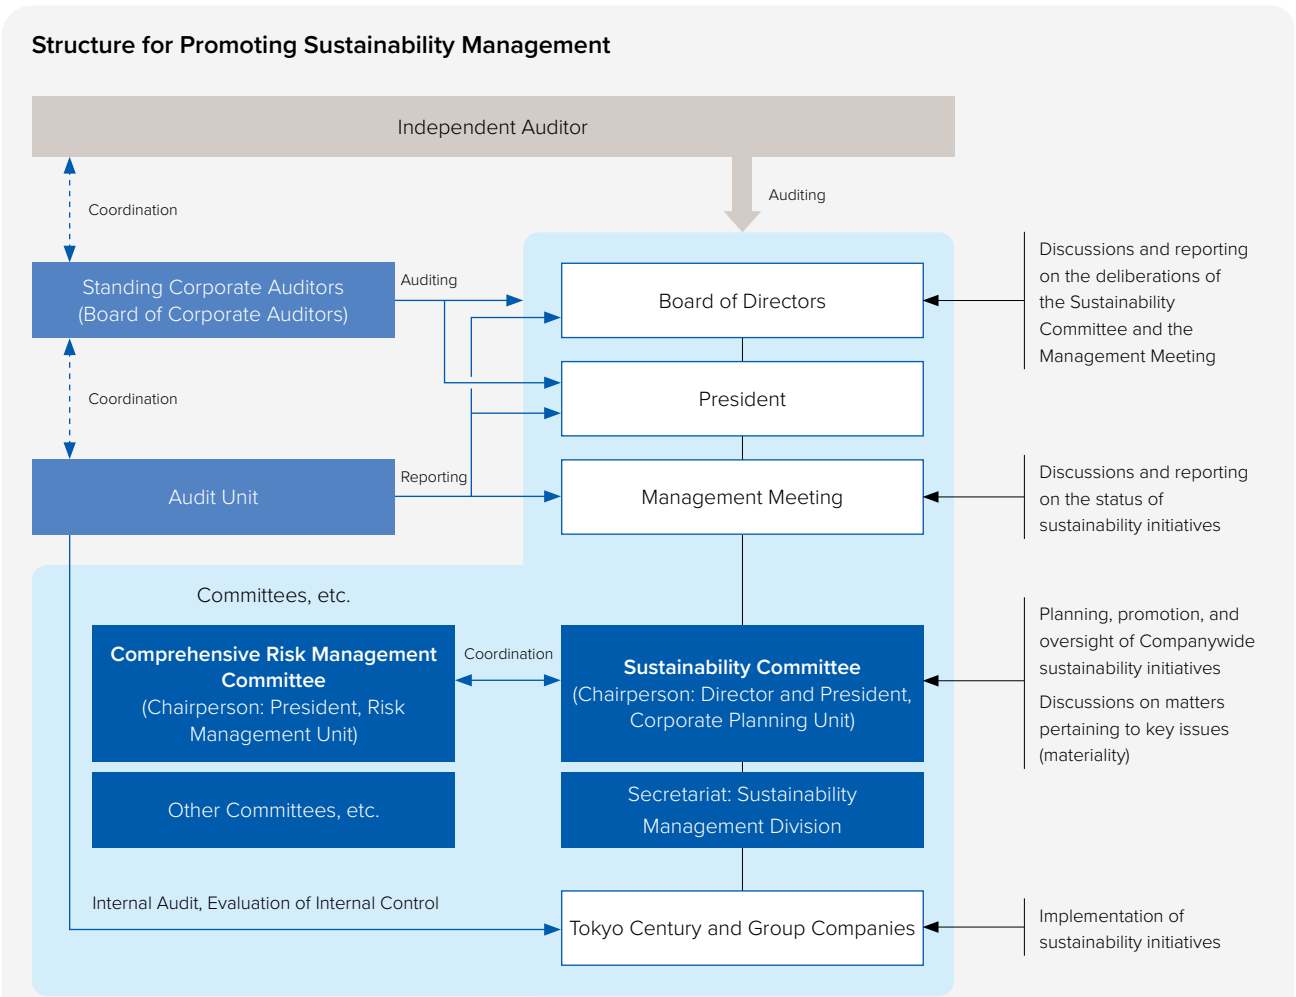 Structure for Promoting Sustainability Management
Independent Auditor
Coordination
Auditing
Standing Corporate Auditors
(Board of Corporate Auditors)
Auditing
Board of Directors
Discussions and reporting
on the deliberations of
the Sustainability
Committee and the
Management Meeting
Coordination
President
Audit Unit
Reporting
Management Meeting
Discussions and reporting
on the status of
sustainability initiatives
Committees, etc.
Comprehensive Risk Management
Committee
(Chairperson: President, Risk
Management Unit)
Coordination
Sustainability Committee
(Chairperson: Director and President,
Corporate Planning Unit)
Planning, promotion, and
oversight of Companywide
sustainability initiatives
Discussions on matters
pertaining to key issues
(materiality)
Other Committees, etc.
Secretariat: Sustainability
Management Division
Internal Audit, Evaluation of Internal Control
Tokyo Century and Group Companies
Implementation of
sustainability initiatives